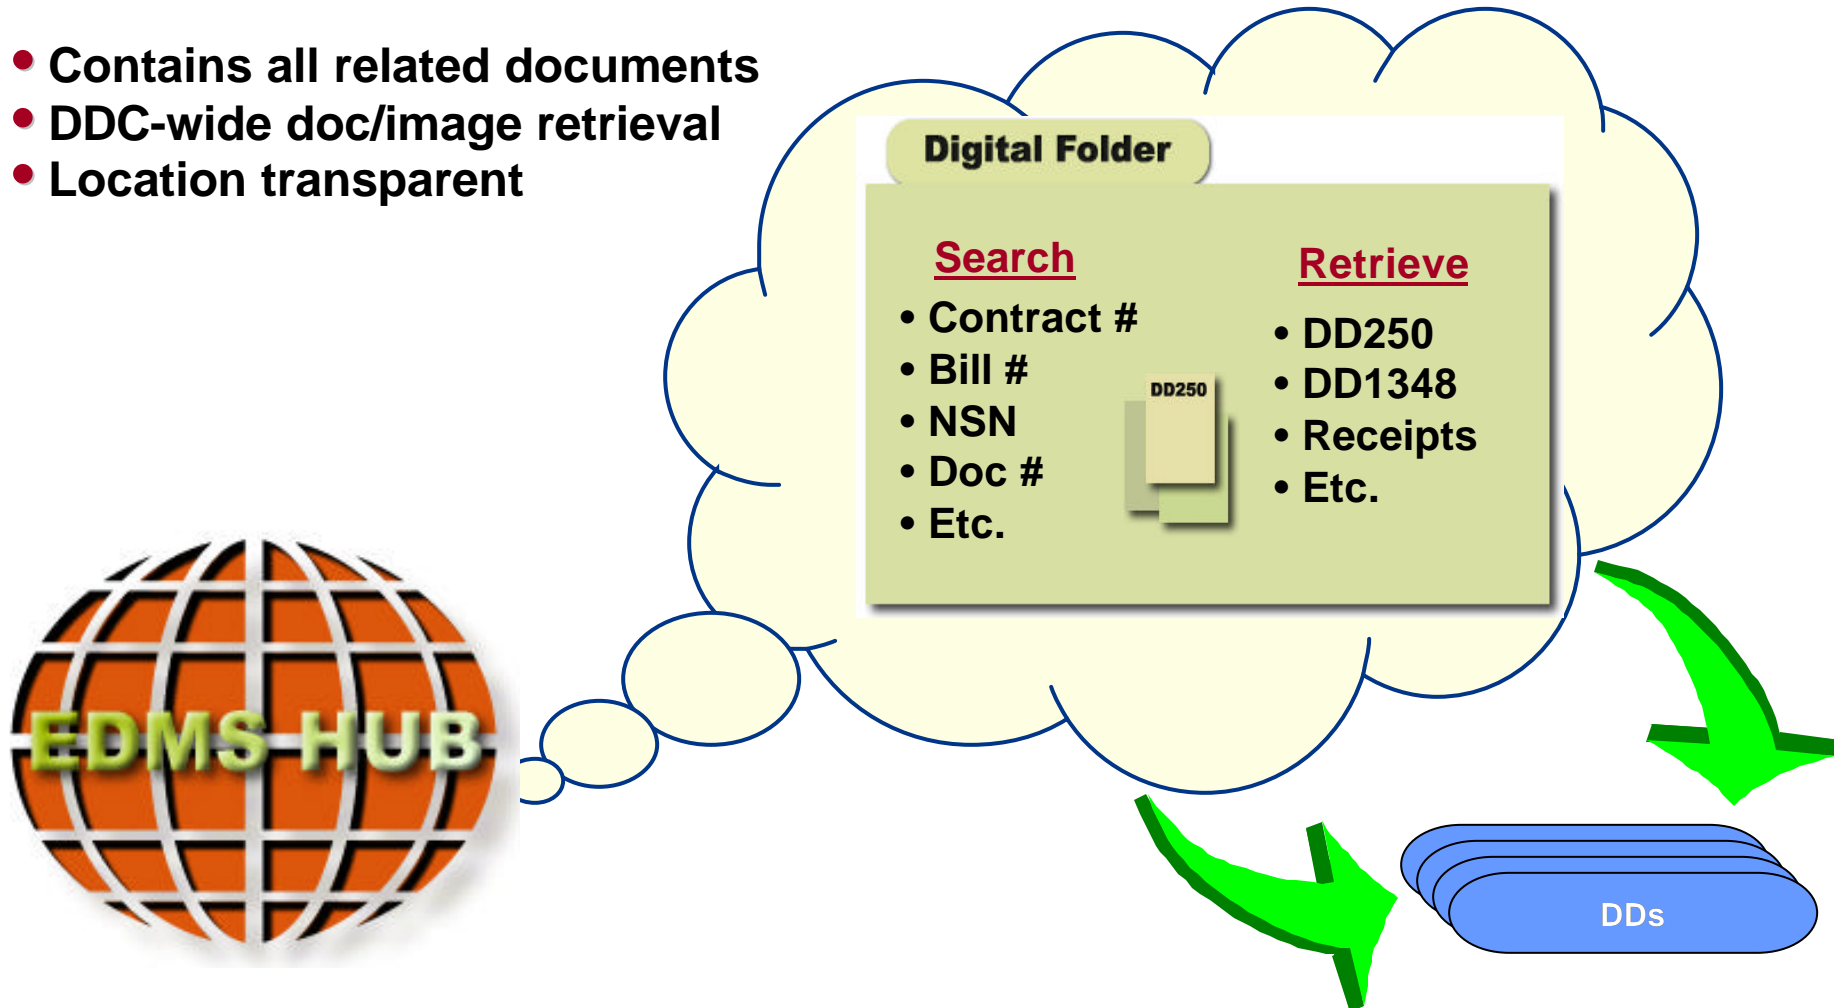 • Contains all related documents
• DDC-wide doc/image retrieval
• Location transparent
Digital Folder
Search
• Contract #
• Bill #
• NSN
• Doc #
• Etc.
DD250
Retrieve
• DD250
• DD1348
• Receipts
• Etc.
EDMS HUB
DDs